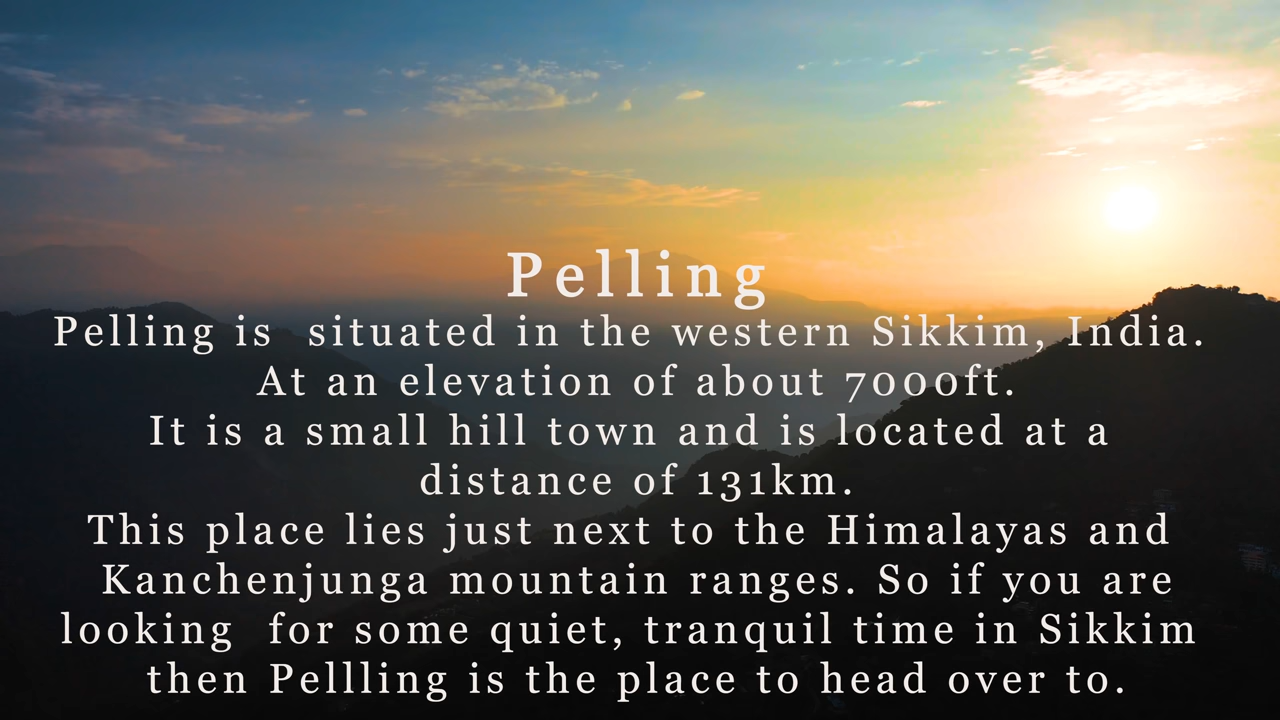 Pelling
Pelling is  situated in the western Sikkim, India.
At an elevation of about 7000ft.
It is a small hill town and is located at a
distance of 131km.
This place lies just next to the Himalayas and
Kanchenjunga mountain ranges. So if you are
looking  for some quiet, tranquil time in Sikkim
then Pellling is the place to head over to.